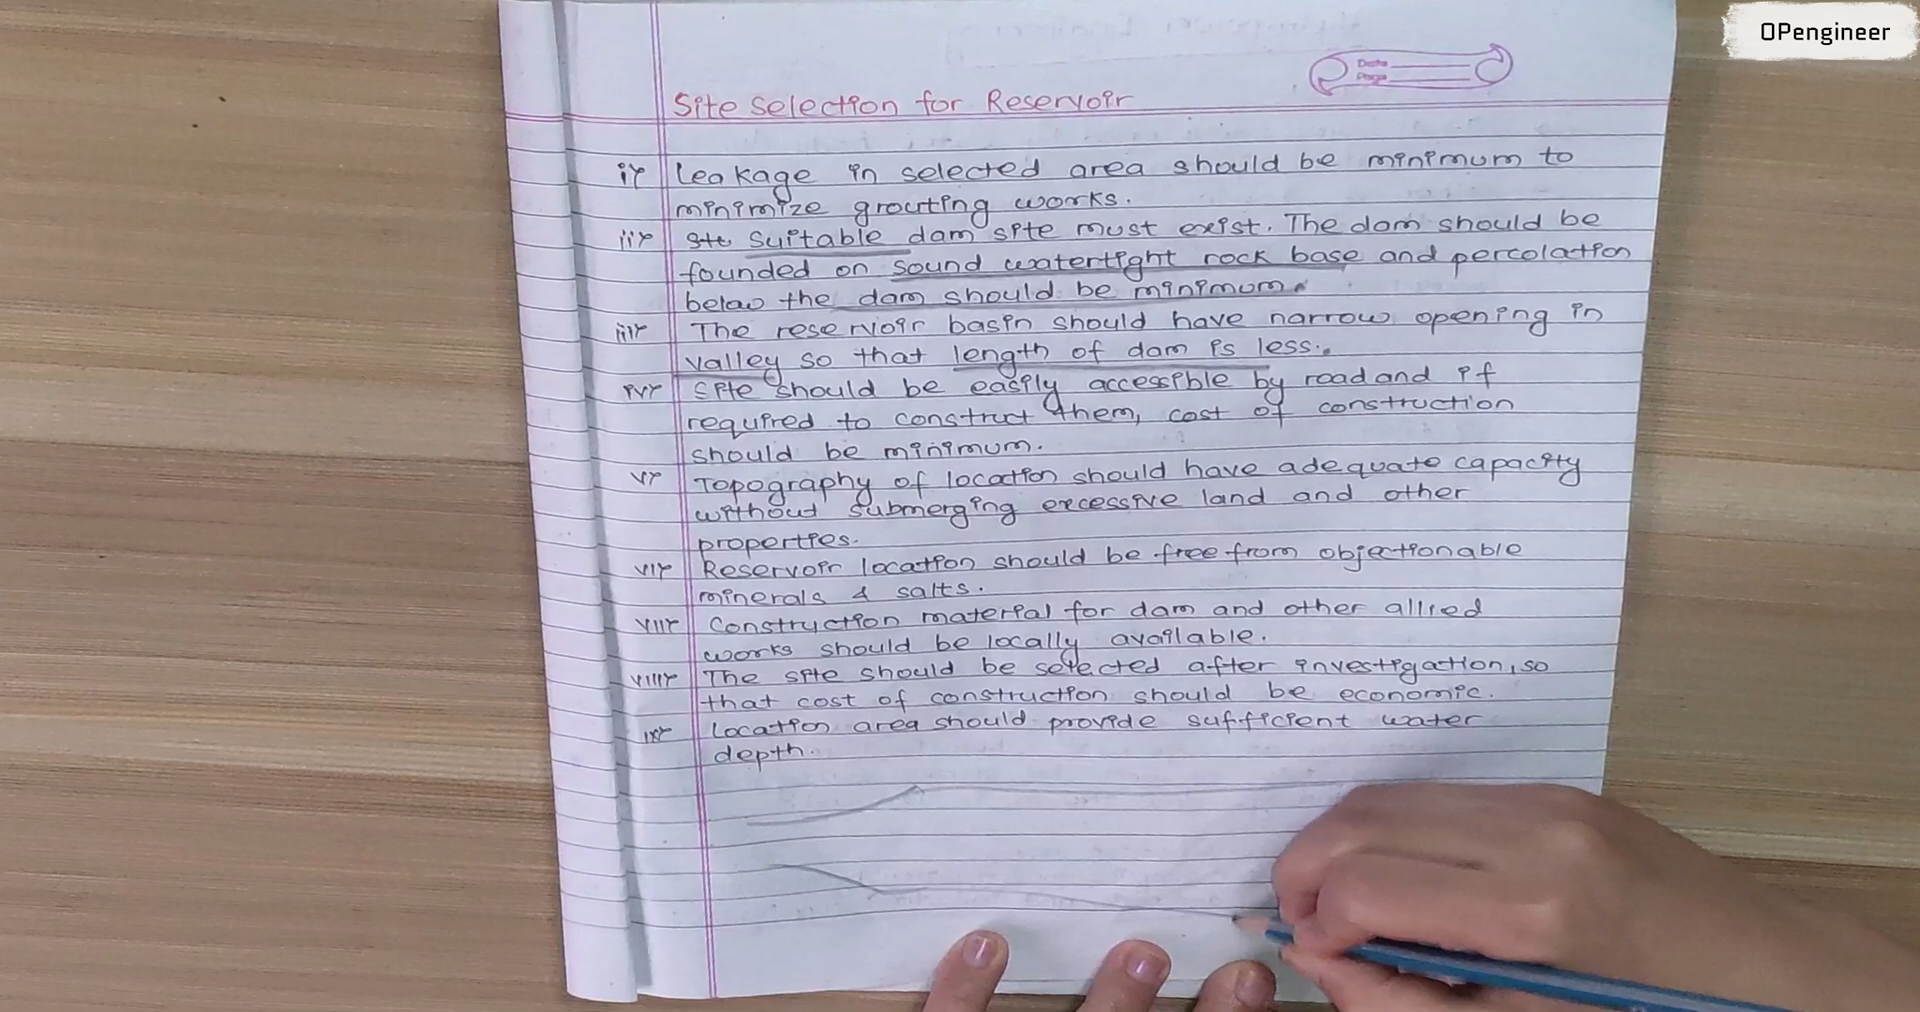 OPengineer
Date
Page
Site selection for Reservoir
i) Leakage in selected area should be minimum to
minimize grouting works.
ii) suitable dam site must exist. The dam should be
founded on sound watertight rock base and percolation
below the dam should be minimum.
iii) The reservoir basin should have narrow opening in
valley so that length of dam is less.
iv) Site should be easily accessible by road and if
required to construct them, cost of construction
should be minimum.
v) Topography of location should have adequate capacity
without submerging excessive land and other
properties.
vi) Reservoir location should be free from objectionable
minerals & salts.
vii) Construction material for dam and other allied
works should be locally available.
viii) The site should be selected after investigation, so
that cost of construction should be economic.
ix) Location area should provide sufficient water
depth.